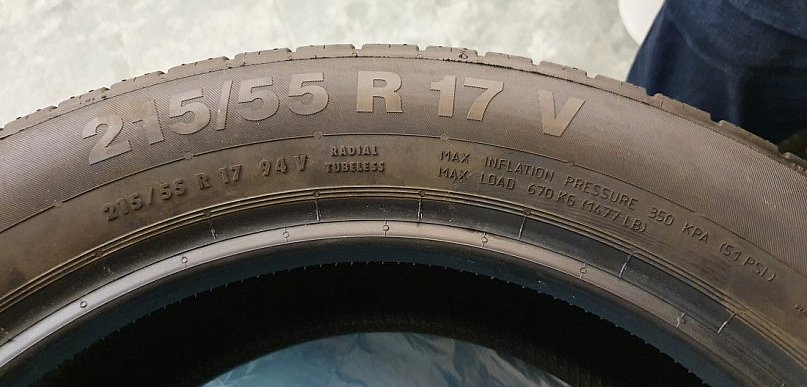 215/55 R 17 V
215/55 R 17 94 V
RADIAL
TUBELESS
MAX INFLATION PRESSURE 350 KPA (51 PSI)
MAX LOAD 670 KG (1477 LB)